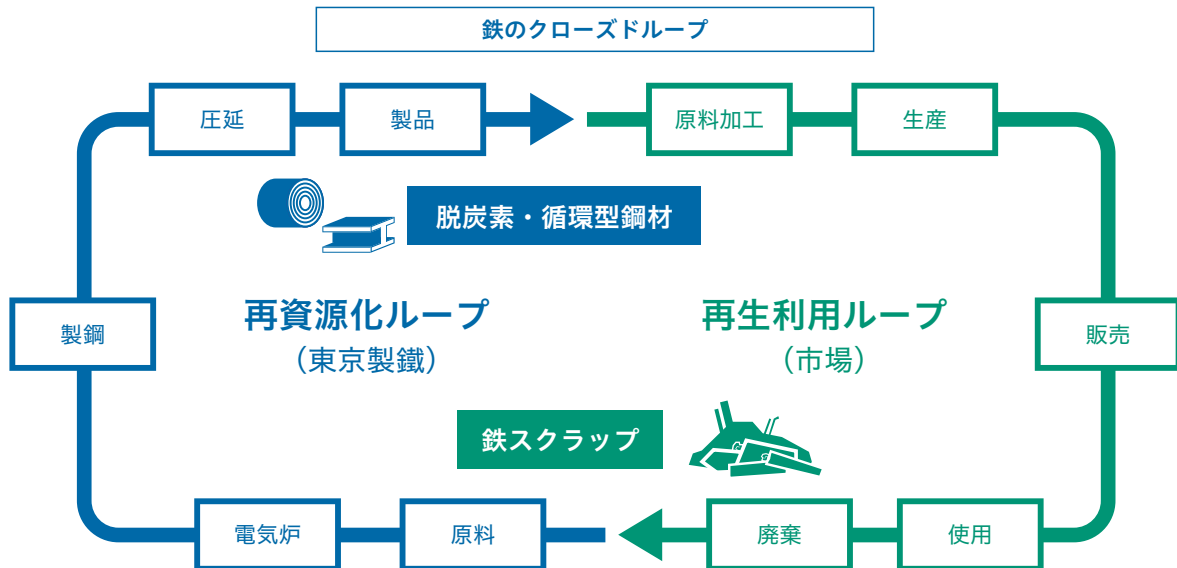 鉄のクローズドループ
圧延
製品
原料加工
生産
脱炭素・循環型鋼材
製鋼
再資源化ループ
（東京製鐵）
再生利用ループ
（市場）
販売
鉄スクラップ
電気炉
原料
廃棄
使用